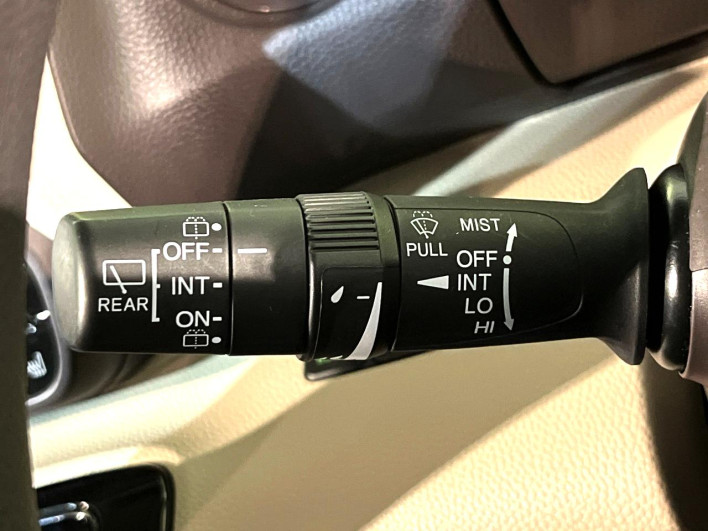 OFF
INT
ON
REAR
PULL
MIST
OFF
INT
LO
HI